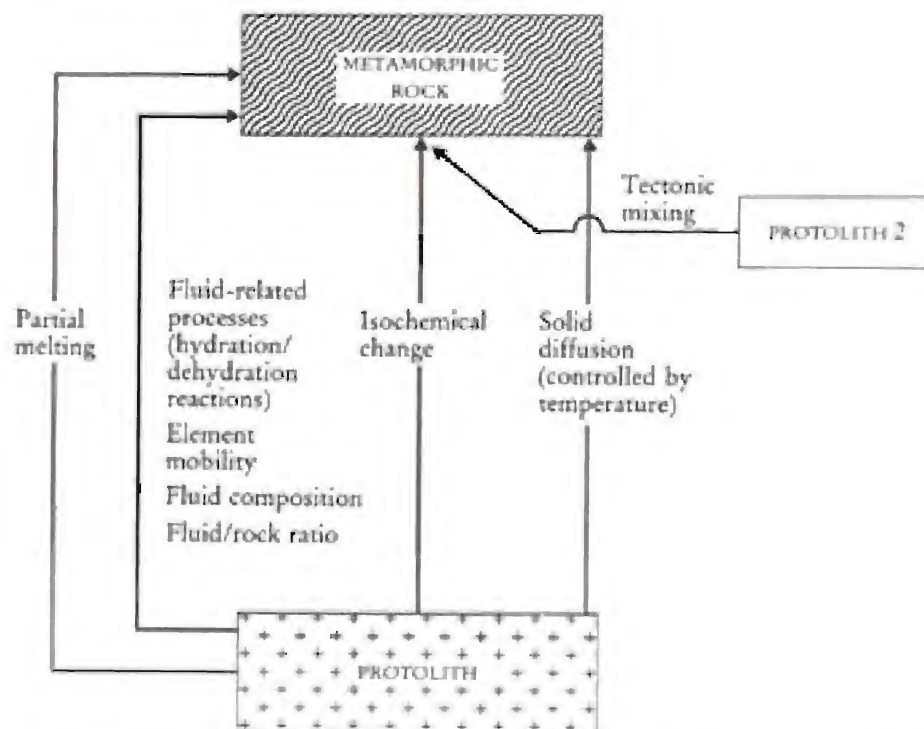 METAMORPHIC
ROCK
Tectonic
mixing
PROTOLITH 2
Partial
melting
Fluid-related
processes
(hydration/
dehydration
reactions)
Element
mobility
Fluid composition
Fluid/rock ratio
Isochemical
change
Solid
diffusion
(controlled by
temperature)
PROTOLITH